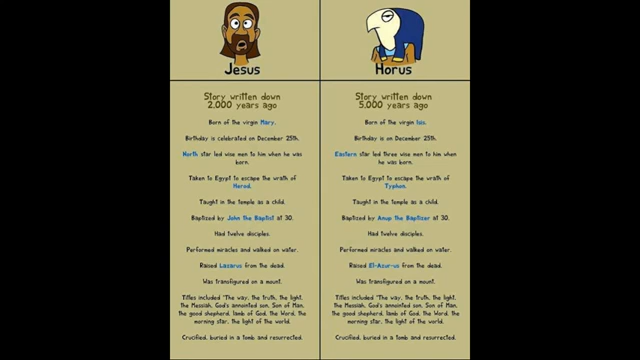 Jesus
Story written down
2,000 years ago
Born of the virgin Mary.
Birthday is celebrated on December 25th.
North star led wise men to him when he was
born.
Taken to Egypt to escape the wrath of
Herod.
Taught in the temple as a child.
Baptized by John the Baptist at 30.
Had twelve disciples.
Performed miracles and walked on water.
Raised Lazarus from the dead.
Was transfigured on a mount.
Titles included "The way, the truth, the light,
the Messiah, God's annointed son, Son of Man,
the good shepherd, lamb of God, the Word, the
morning star, the light of the world.
Crucified, buried in a tomb and resurrected.
Horus
Story written down
5,000 years ago
Born of the virgin Isis.
Birthday is on December 25th.
Eastern star led three wise men to him when
he was born.
Taken to Egypt to escape the wrath of
Typhon.
Taught in the temple as a child.
Baptized by Anup the Baptizer at 30.
Had twelve disciples.
Performed miracles and walked on water.
Raised El-Azur-us from the dead.
Was transfigured on a mount.
Titles included "The way, the truth, the light,
the Messiah, God's annointed son, Son of Man,
the good shepherd, lamb of God, the Word, the
morning star, the light of the world.
Crucified, buried in a tomb and resurrected.